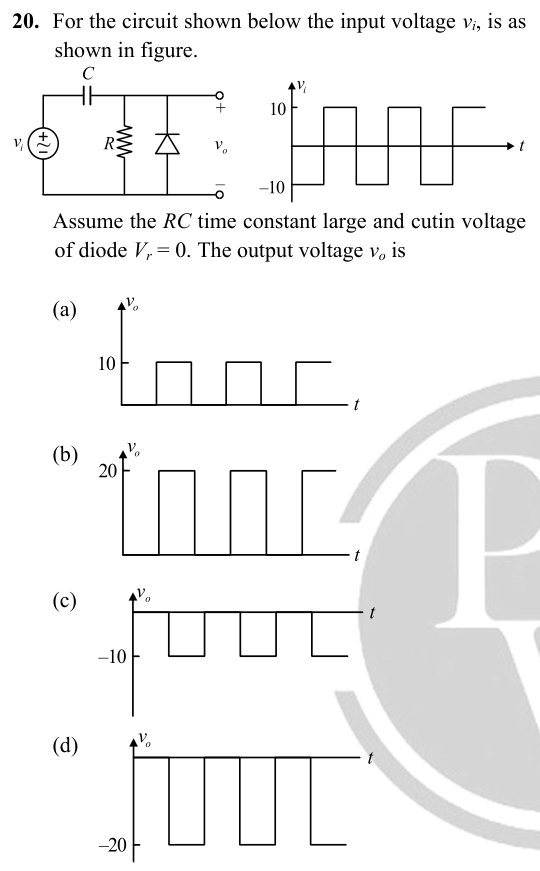 20. For the circuit shown below the input voltage vᵢ, is as
shown in figure.
C
vᵢ
+
−
R
+
vₒ
−
vᵢ
10
t
−10
Assume the RC time constant large and cutin voltage
of diode Vᵣ = 0. The output voltage vₒ is
(a)
vₒ
10
t
(b)
vₒ
20
t
(c)
vₒ
t
−10
(d)
vₒ
t
−20